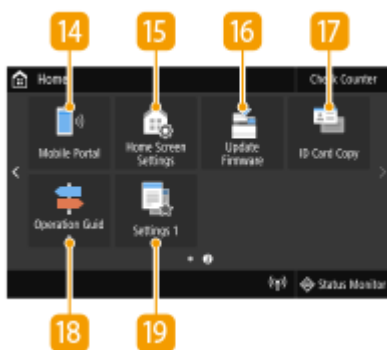 14 15 16 17
Home Check Counter
Mobile Portal Home Screen Update ID Card Copy
Settings Firmware
Operation Guid Settings 1
Status Monitor
18 19